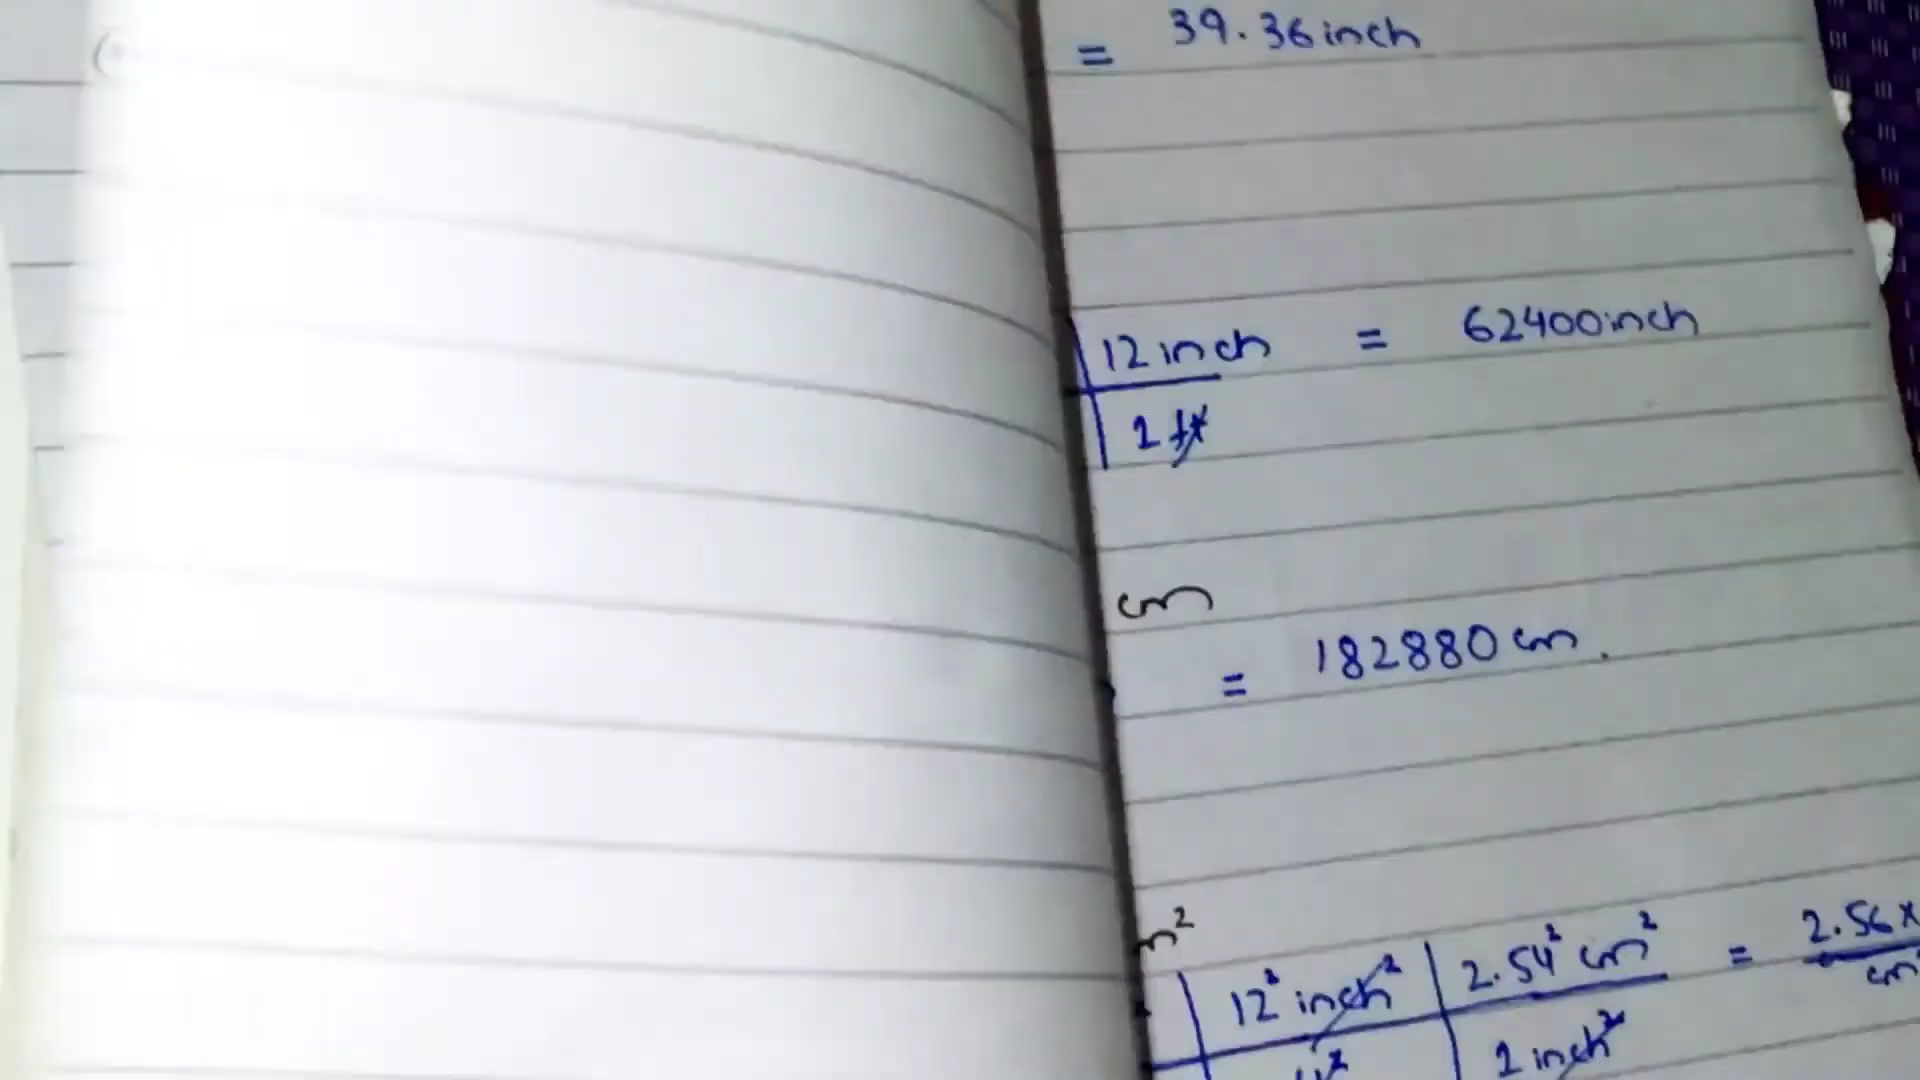 = 39.36 inch
12 inch = 62400 inch
1 ft
cm
= 182880 cm.
m²
12² inch² | 2.54² cm² = 2.56 x
cm
1 inch²